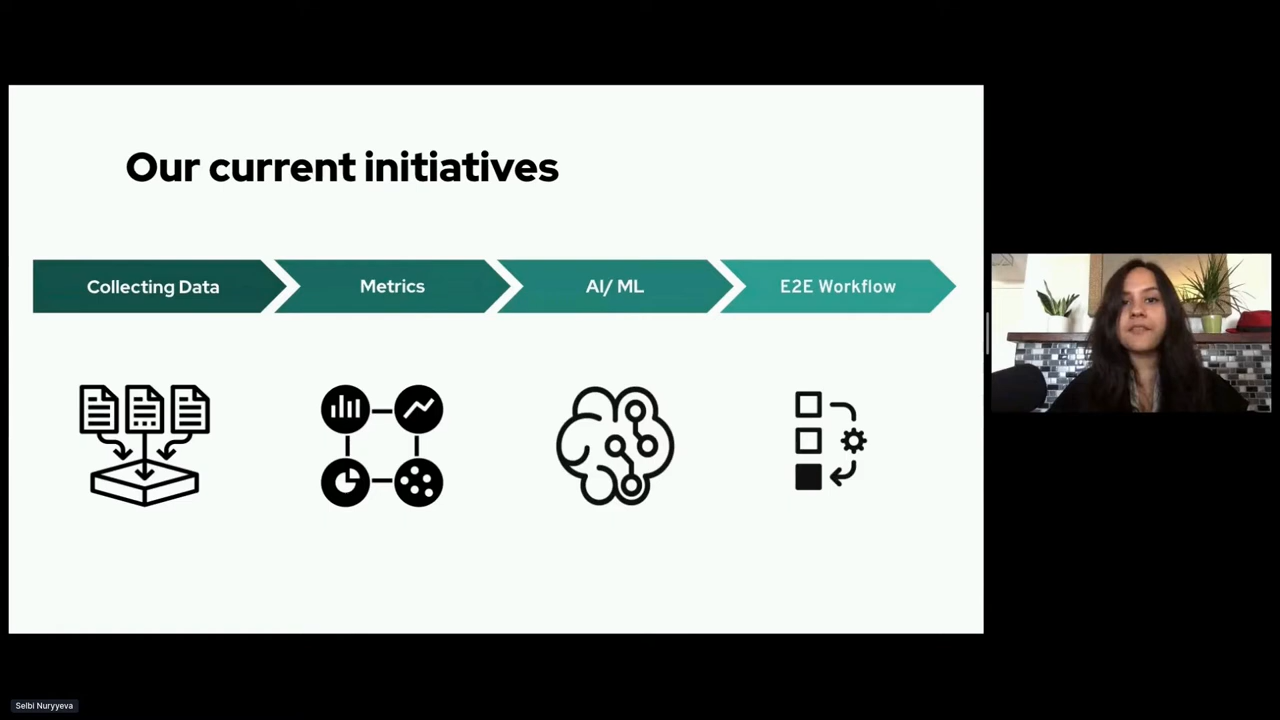 Our current initiatives
Collecting Data
Metrics
AI/ ML
E2E Workflow
Selbi Nuryyeva